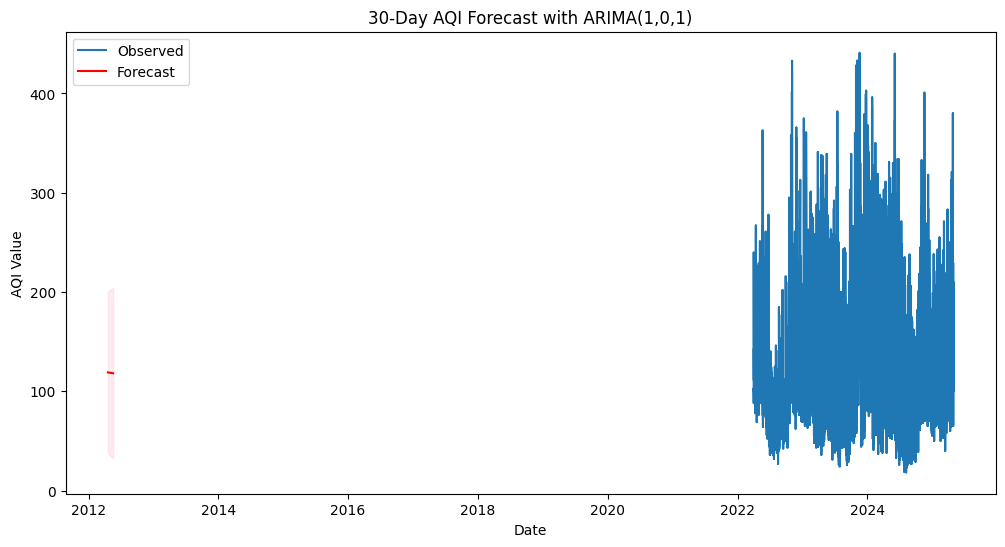 30-Day AQI Forecast with ARIMA(1,0,1)
Observed
Forecast
AQI Value
400
300
200
100
0
2012 2014 2016 2018 2020 2022 2024
Date